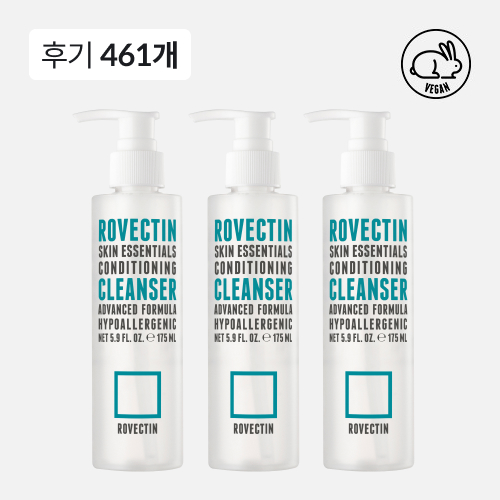 후기 461개
VEGAN
ROVECTIN
SKIN ESSENTIALS
CONDITIONING
CLEANSER
ADVANCED FORMULA
HYPOALLERGENIC
NET 5.9 FL. OZ. ℮ 175 ML
ROVECTIN
ROVECTIN
SKIN ESSENTIALS
CONDITIONING
CLEANSER
ADVANCED FORMULA
HYPOALLERGENIC
NET 5.9 FL. OZ. ℮ 175 ML
ROVECTIN
ROVECTIN
SKIN ESSENTIALS
CONDITIONING
CLEANSER
ADVANCED FORMULA
HYPOALLERGENIC
NET 5.9 FL. OZ. ℮ 175 ML
ROVECTIN